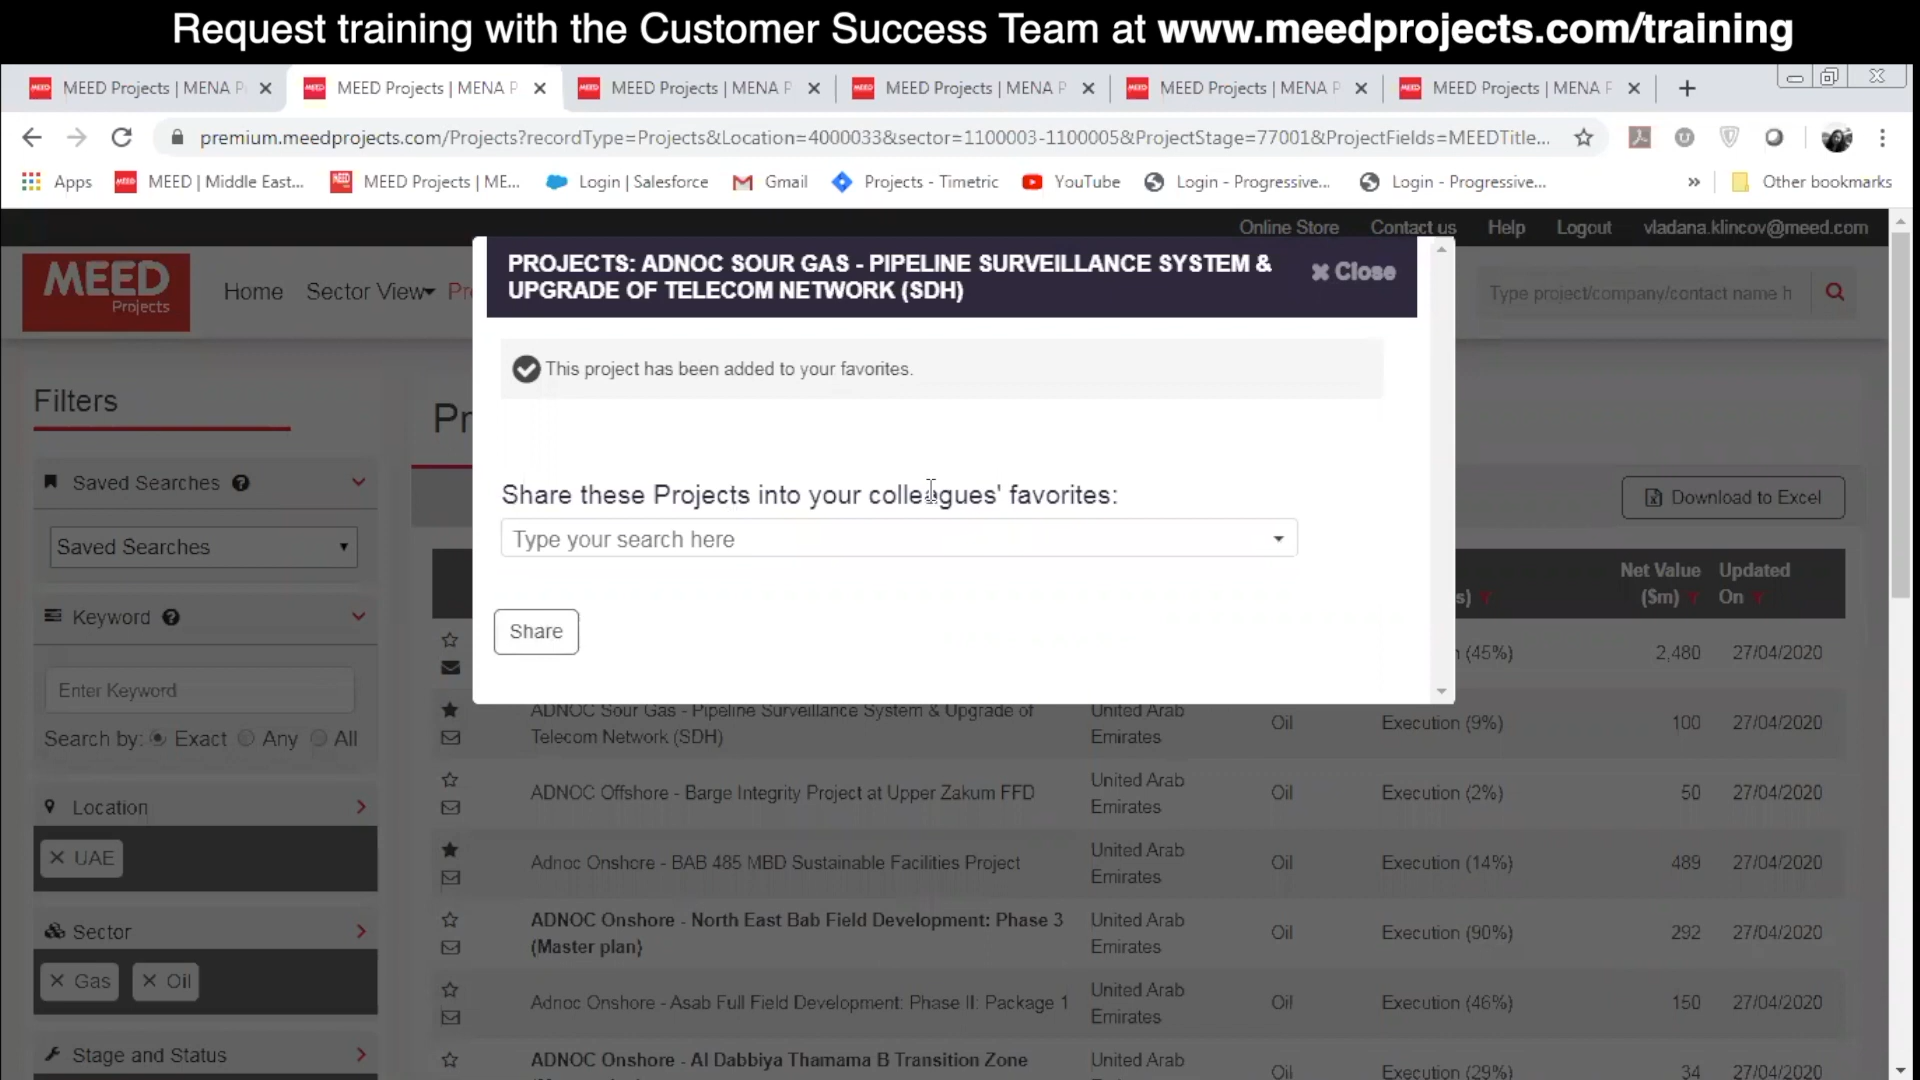 Request training with the Customer Success Team at www.meedprojects.com/training
MEED Projects | MENA P
MEED Projects | MENA P
MEED Projects | MENA P
MEED Projects | MENA P
MEED Projects | MENA P
MEED Projects | MENA P
premium.meedprojects.com/Projects?recordType=Projects&Location=4000033&sector=1100003-1100005&ProjectStage=77001&ProjectFields=MEEDTitle...
Apps
MEED | Middle East...
MEED Projects | ME...
Login | Salesforce
Gmail
Projects - Timetric
YouTube
Login - Progressive...
Login - Progressive...
»
Other bookmarks
Online Store
Contact us
Help
Logout
vladana.klincov@meed.com
MEED
Projects
Home
Sector View
Pr
Type project/company/contact name h
PROJECTS: ADNOC SOUR GAS - PIPELINE SURVEILLANCE SYSTEM &
UPGRADE OF TELECOM NETWORK (SDH)
Close
This project has been added to your favorites.
Share these Projects into your colleagues' favorites:
Type your search here
Share
Filters
Saved Searches
Saved Searches
Keyword
Enter Keyword
Search by: Exact Any All
Location
× UAE
Sector
× Gas × Oil
Stage and Status
Pr
Download to Excel
s)
Net Value
($m)
Updated
On
(45%) 2,480 27/04/2020
ADNOC Sour Gas - Pipeline Surveillance System & Upgrade of
Telecom Network (SDH)
United Arab
Emirates
Oil
Execution (9%)
100
27/04/2020
ADNOC Offshore - Barge Integrity Project at Upper Zakum FFD
United Arab
Emirates
Oil
Execution (2%)
50
27/04/2020
Adnoc Onshore - BAB 485 MBD Sustainable Facilities Project
United Arab
Emirates
Oil
Execution (14%)
489
27/04/2020
ADNOC Onshore - North East Bab Field Development: Phase 3
(Master plan)
United Arab
Emirates
Oil
Execution (90%)
292
27/04/2020
Adnoc Onshore - Asab Full Field Development: Phase II: Package 1
United Arab
Emirates
Oil
Execution (46%)
150
27/04/2020
ADNOC Onshore - Al Dabbiya Thamama B Transition Zone
United Arab
Oil
Execution (29%)
34
27/04/2020